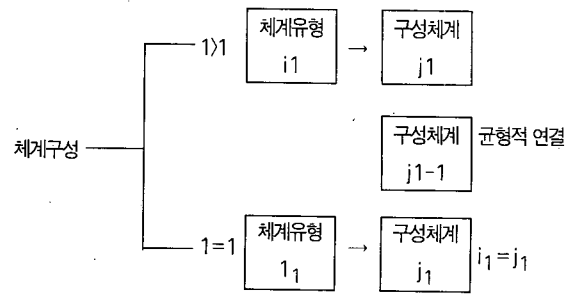 체계유형 구성체계
1>1 →
i1 j1
구성체계 균형적 연결
체계구성
j1-1
체계유형 구성체계
1=1 →
1₁ j₁ i₁=j₁